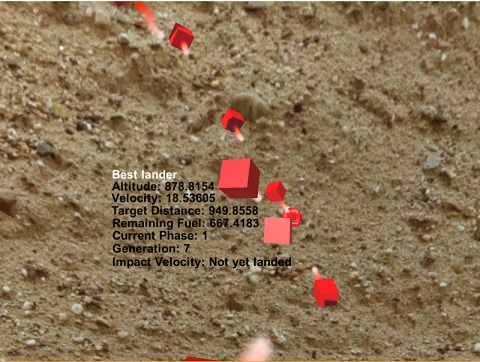 Best lander
Altitude: 878.8154
Velocity: 18.53605
Target Distance: 949.8558
Remaining Fuel: 667.4183
Current Phase: 1
Generation: 7
Impact Velocity: Not yet landed